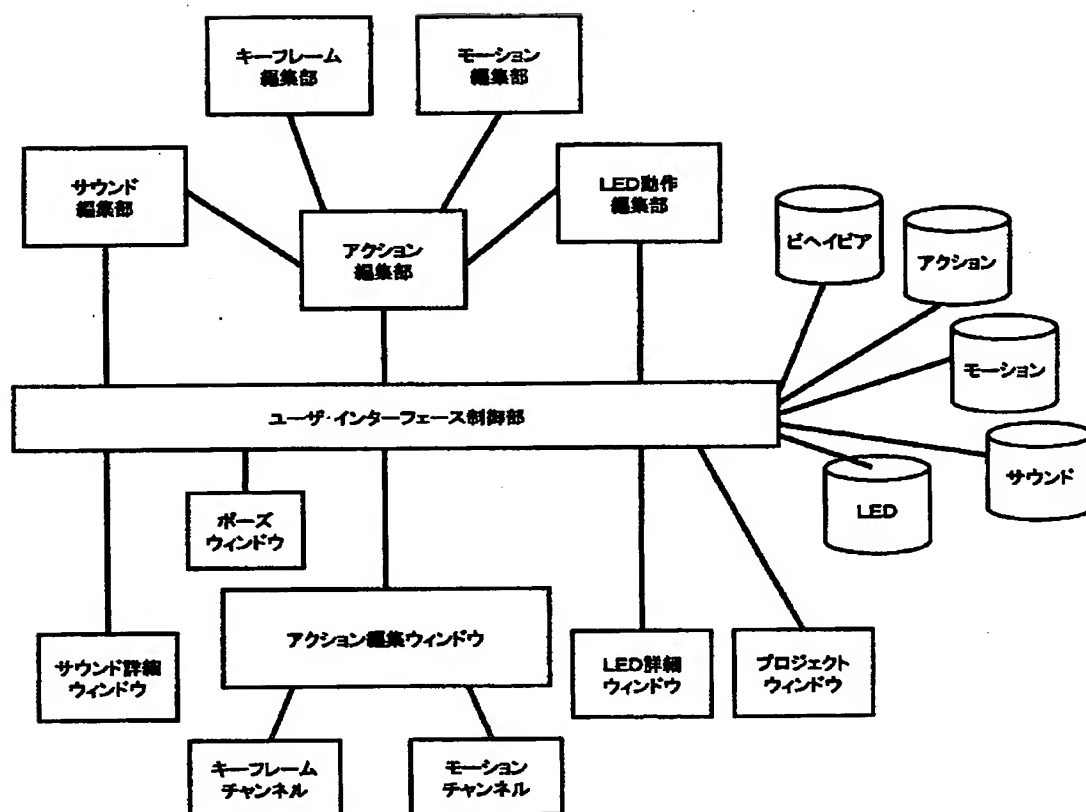 キーフレーム
編集部
モーション
編集部
サウンド
編集部
LED動作
編集部
アクション
編集部
ビヘイビア
アクション
モーション
サウンド
LED
ユーザ・インターフェース制御部
ポーズ
ウィンドウ
アクション編集ウィンドウ
サウンド詳細
ウィンドウ
LED詳細
ウィンドウ
プロジェクト
ウィンドウ
キーフレーム
チャンネル
モーション
チャンネル